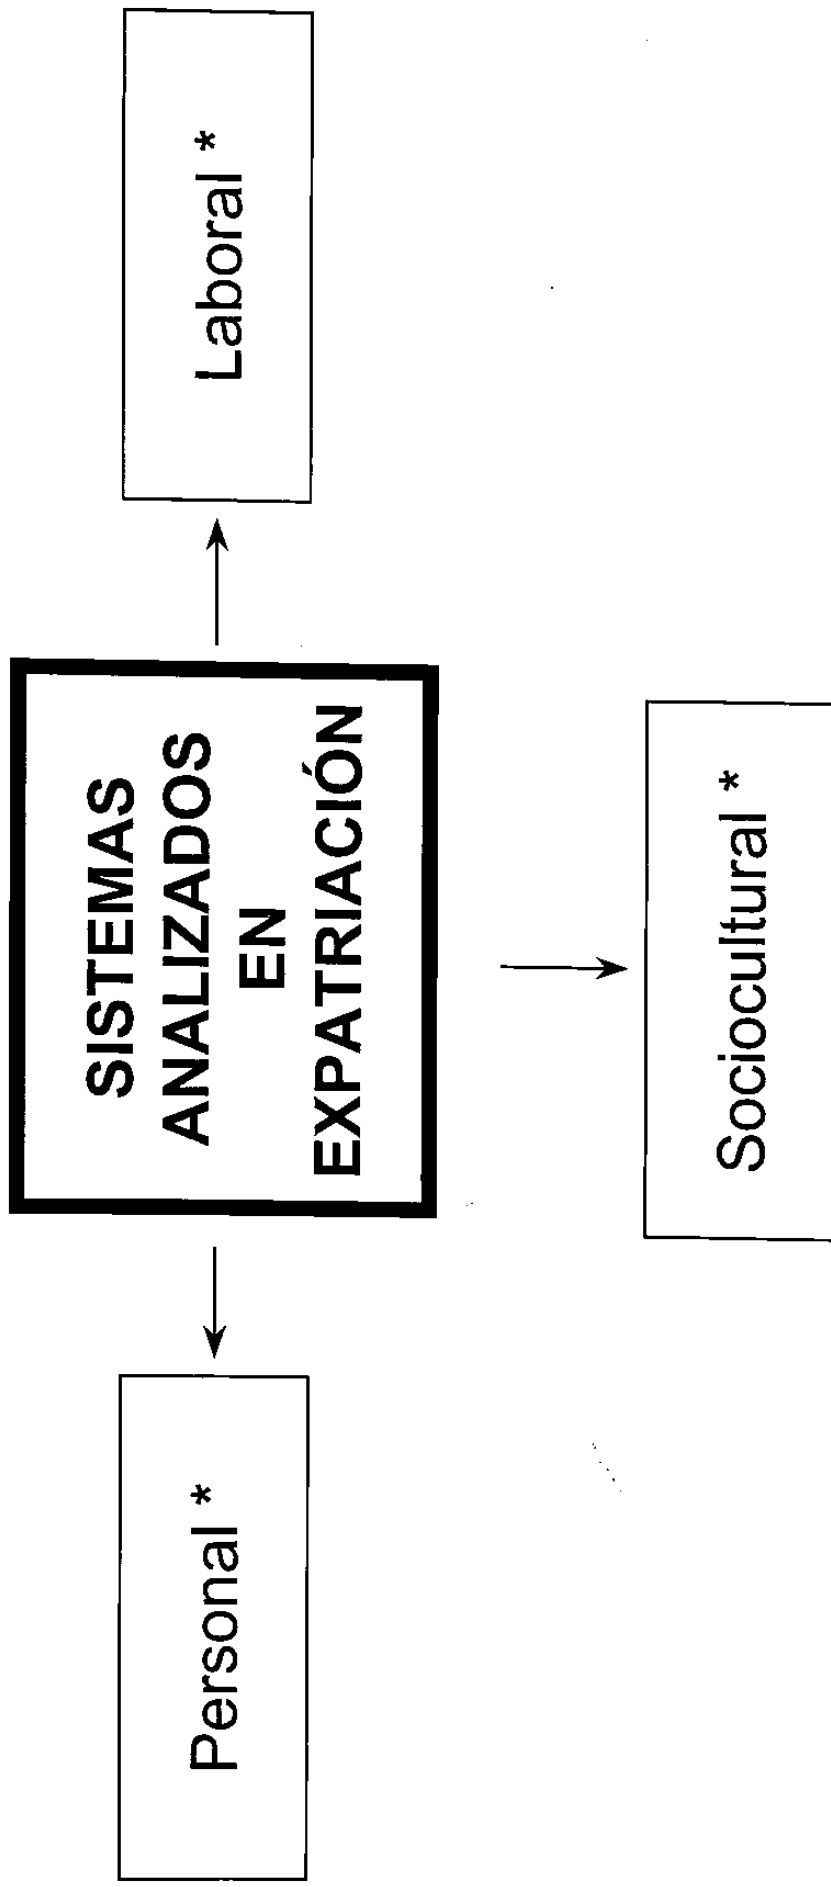 SISTEMAS
ANALIZADOS
EN
EXPATRIACIÓN
Personal *
Laboral *
Sociocultural *